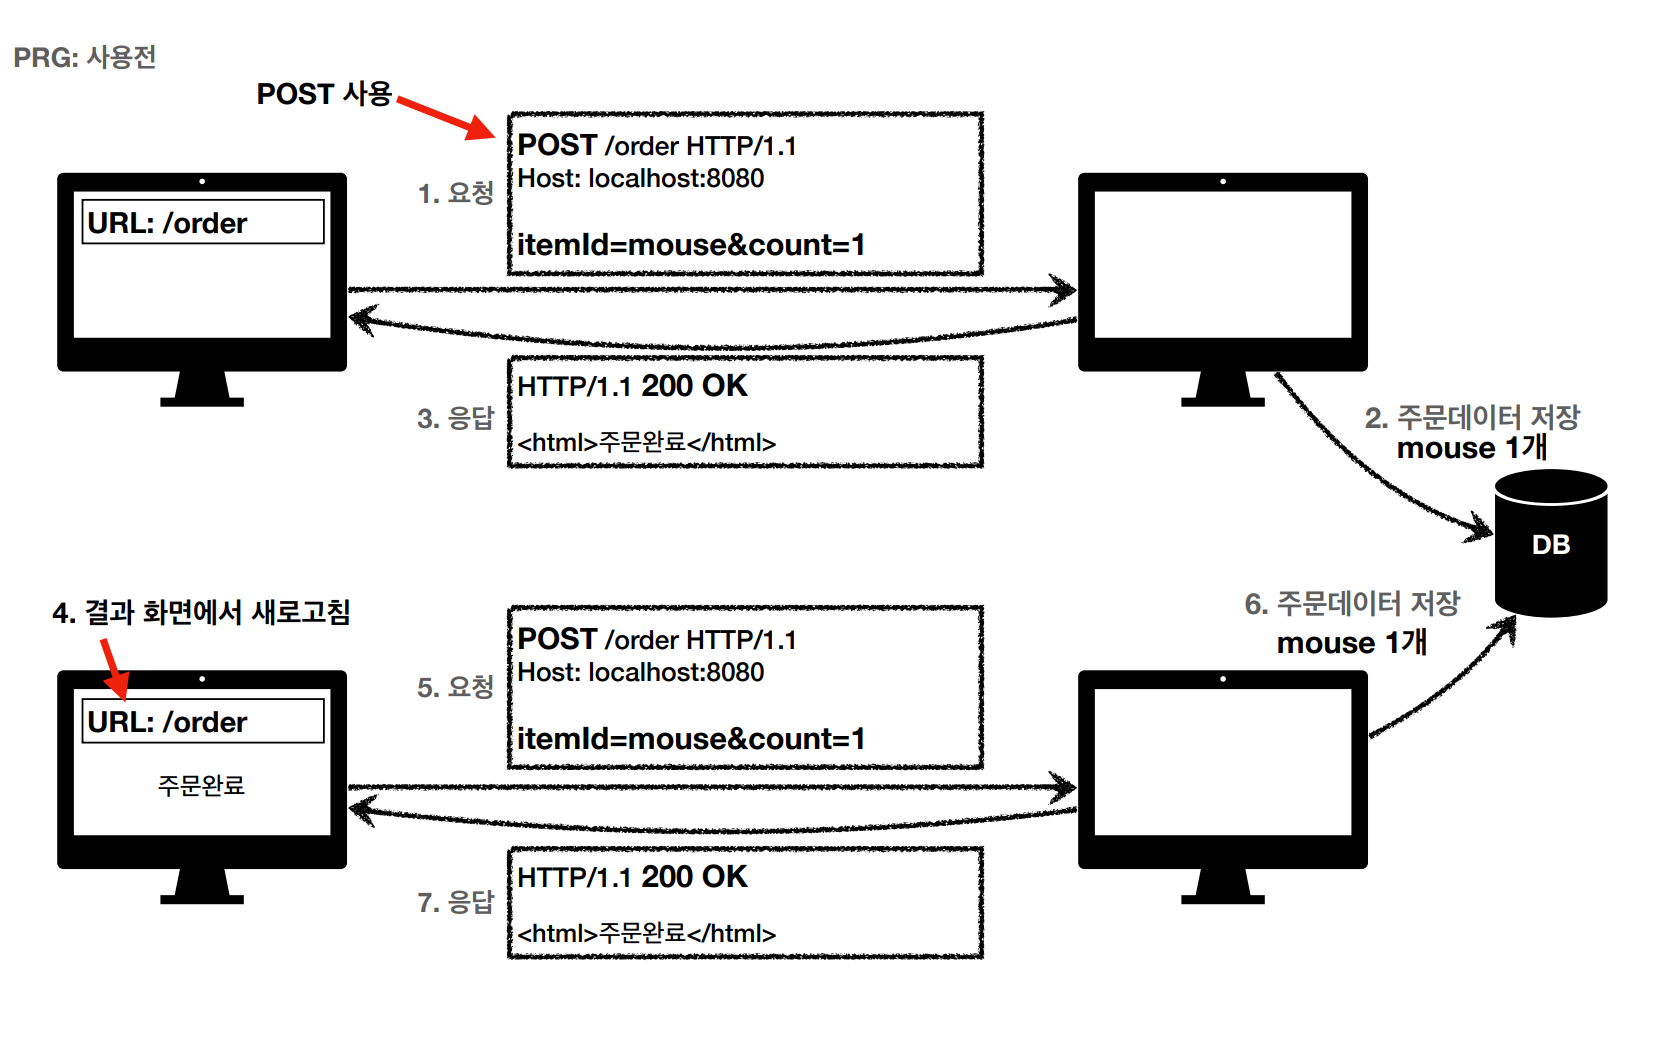 PRG: 사용전
POST 사용
POST /order HTTP/1.1
Host: localhost:8080
1. 요청
itemId=mouse&count=1
URL: /order
HTTP/1.1 200 OK
3. 응답
<html>주문완료</html>
2. 주문데이터 저장
mouse 1개
DB
4. 결과 화면에서 새로고침
POST /order HTTP/1.1
Host: localhost:8080
5. 요청
itemId=mouse&count=1
URL: /order
주문완료
6. 주문데이터 저장
mouse 1개
HTTP/1.1 200 OK
7. 응답
<html>주문완료</html>